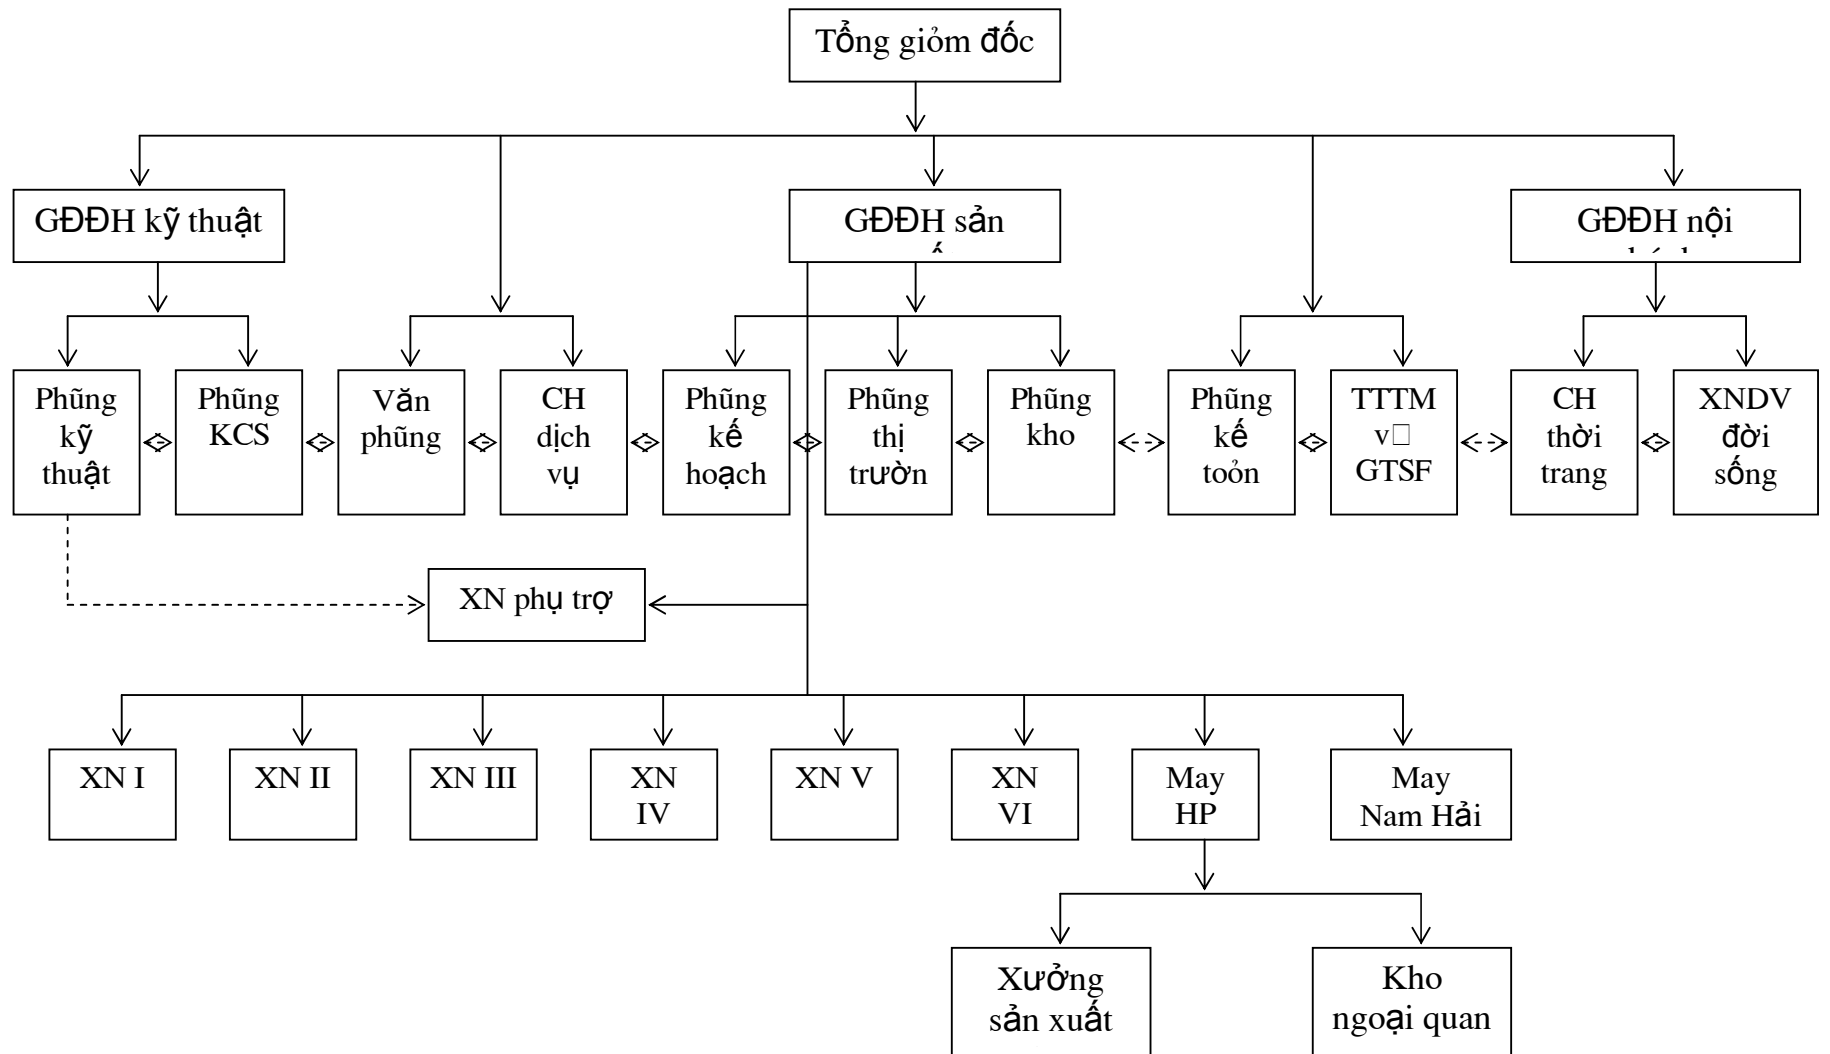 Tổng giỏm đốc
GĐĐH kỹ thuật
GĐĐH sản
GĐĐH nội
Phũng
kỹ
thuật
Phũng
KCS
Văn
phũng
CH
dịch
vụ
Phũng
kế
hoạch
Phũng
thị
trườn
Phũng
kho
Phũng
kế
toỏn
TTTM
v□
GTSF
CH
thời
trang
XNDV
đời
sống
XN phụ trợ
XN I
XN II
XN III
XN
IV
XN V
XN
VI
May
HP
May
Nam Hải
Xưởng
sản xuất
Kho
ngoại quan